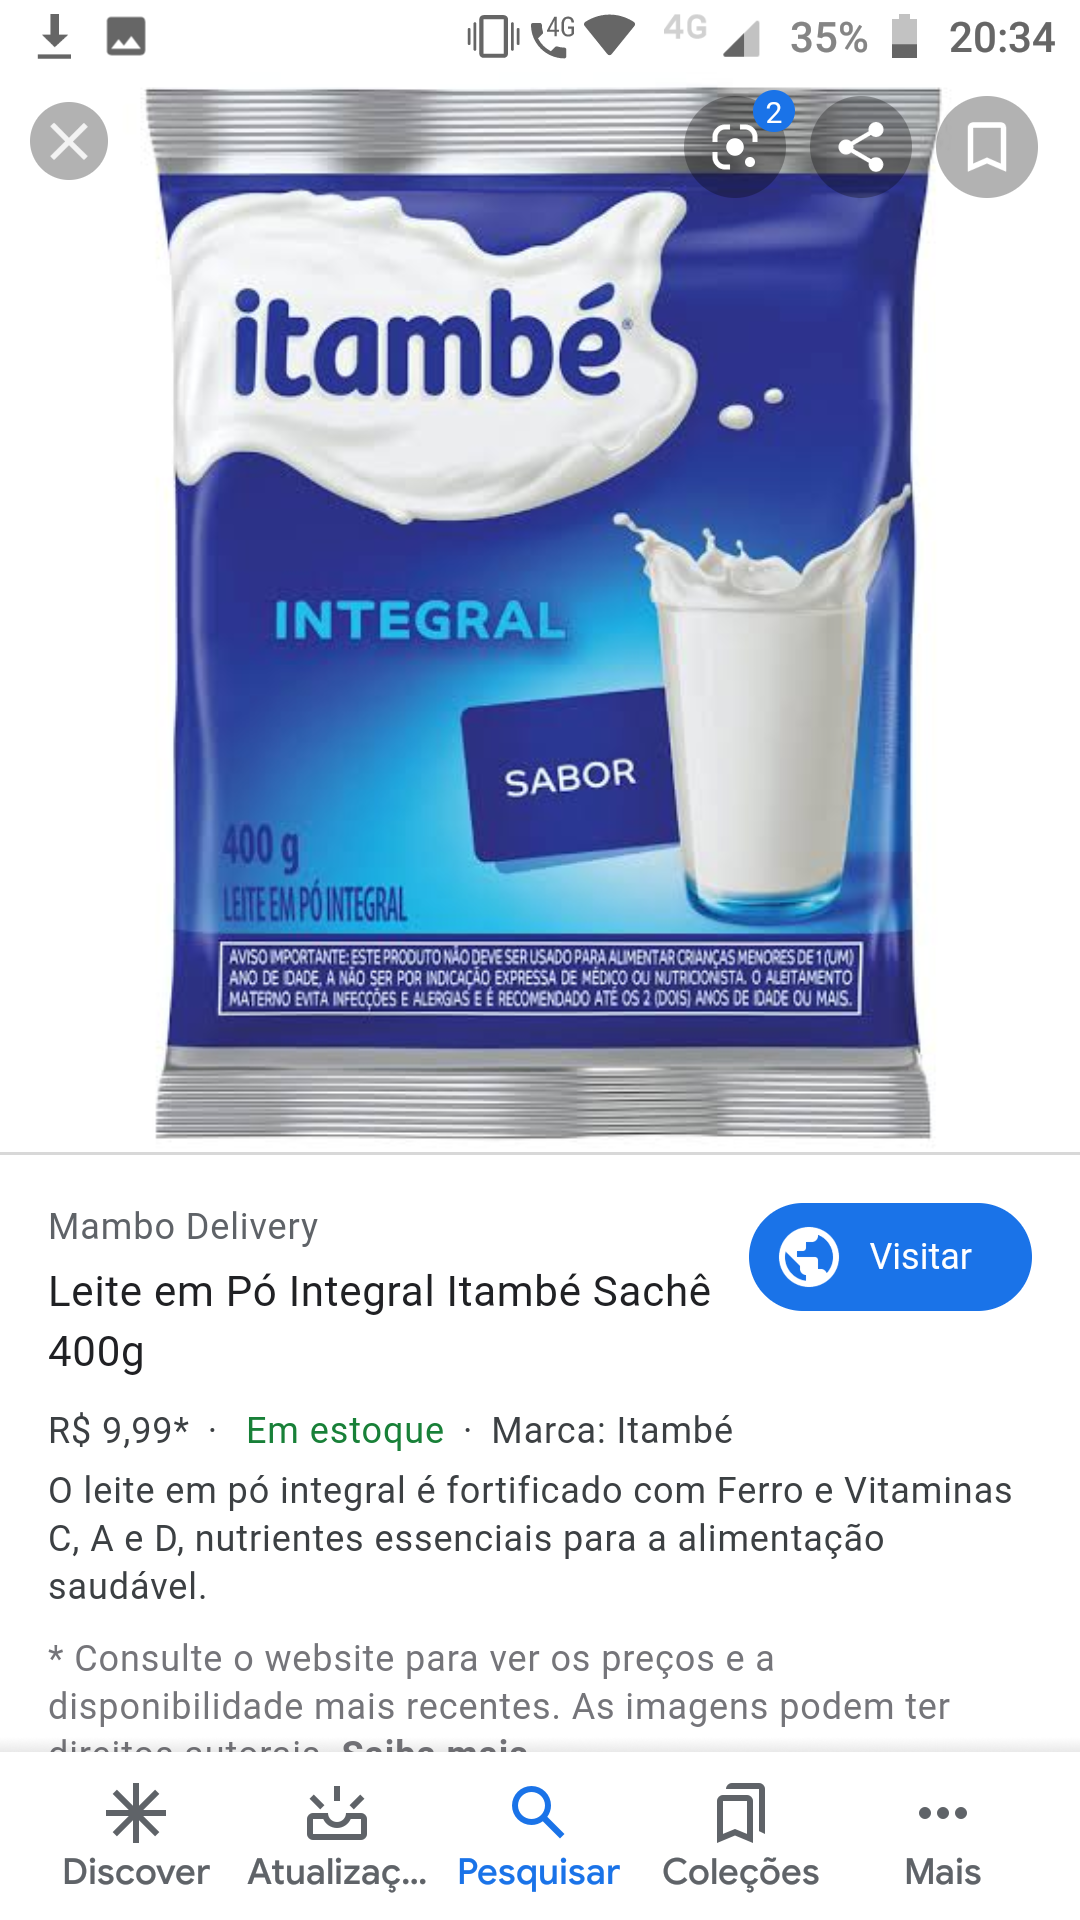 4G
4G
35%
20:34
2
itambé
INTEGRAL
SABOR
400 g
LEITE EM PÓ INTEGRAL
AVISO IMPORTANTE: ESTE PRODUTO NÃO DEVE SER USADO PARA ALIMENTAR CRIANÇAS MENORES DE 1 (UM)
ANO DE IDADE, A NÃO SER POR INDICAÇÃO EXPRESSA DE MÉDICO OU NUTRICIONISTA. O ALEITAMENTO
MATERNO EVITA INFECÇÕES E ALERGIAS E É RECOMENDADO ATÉ OS 2 (DOIS) ANOS DE IDADE OU MAIS.
Mambo Delivery
Visitar
Leite em Pó Integral Itambé Sachê
400g
R$ 9,99* · Em estoque · Marca: Itambé
O leite em pó integral é fortificado com Ferro e Vitaminas
C, A e D, nutrientes essenciais para a alimentação
saudável.
* Consulte o website para ver os preços e a
disponibilidade mais recentes. As imagens podem ter
direitos autorais. Saiba mais
Discover
Atualizaç...
Pesquisar
Coleções
Mais